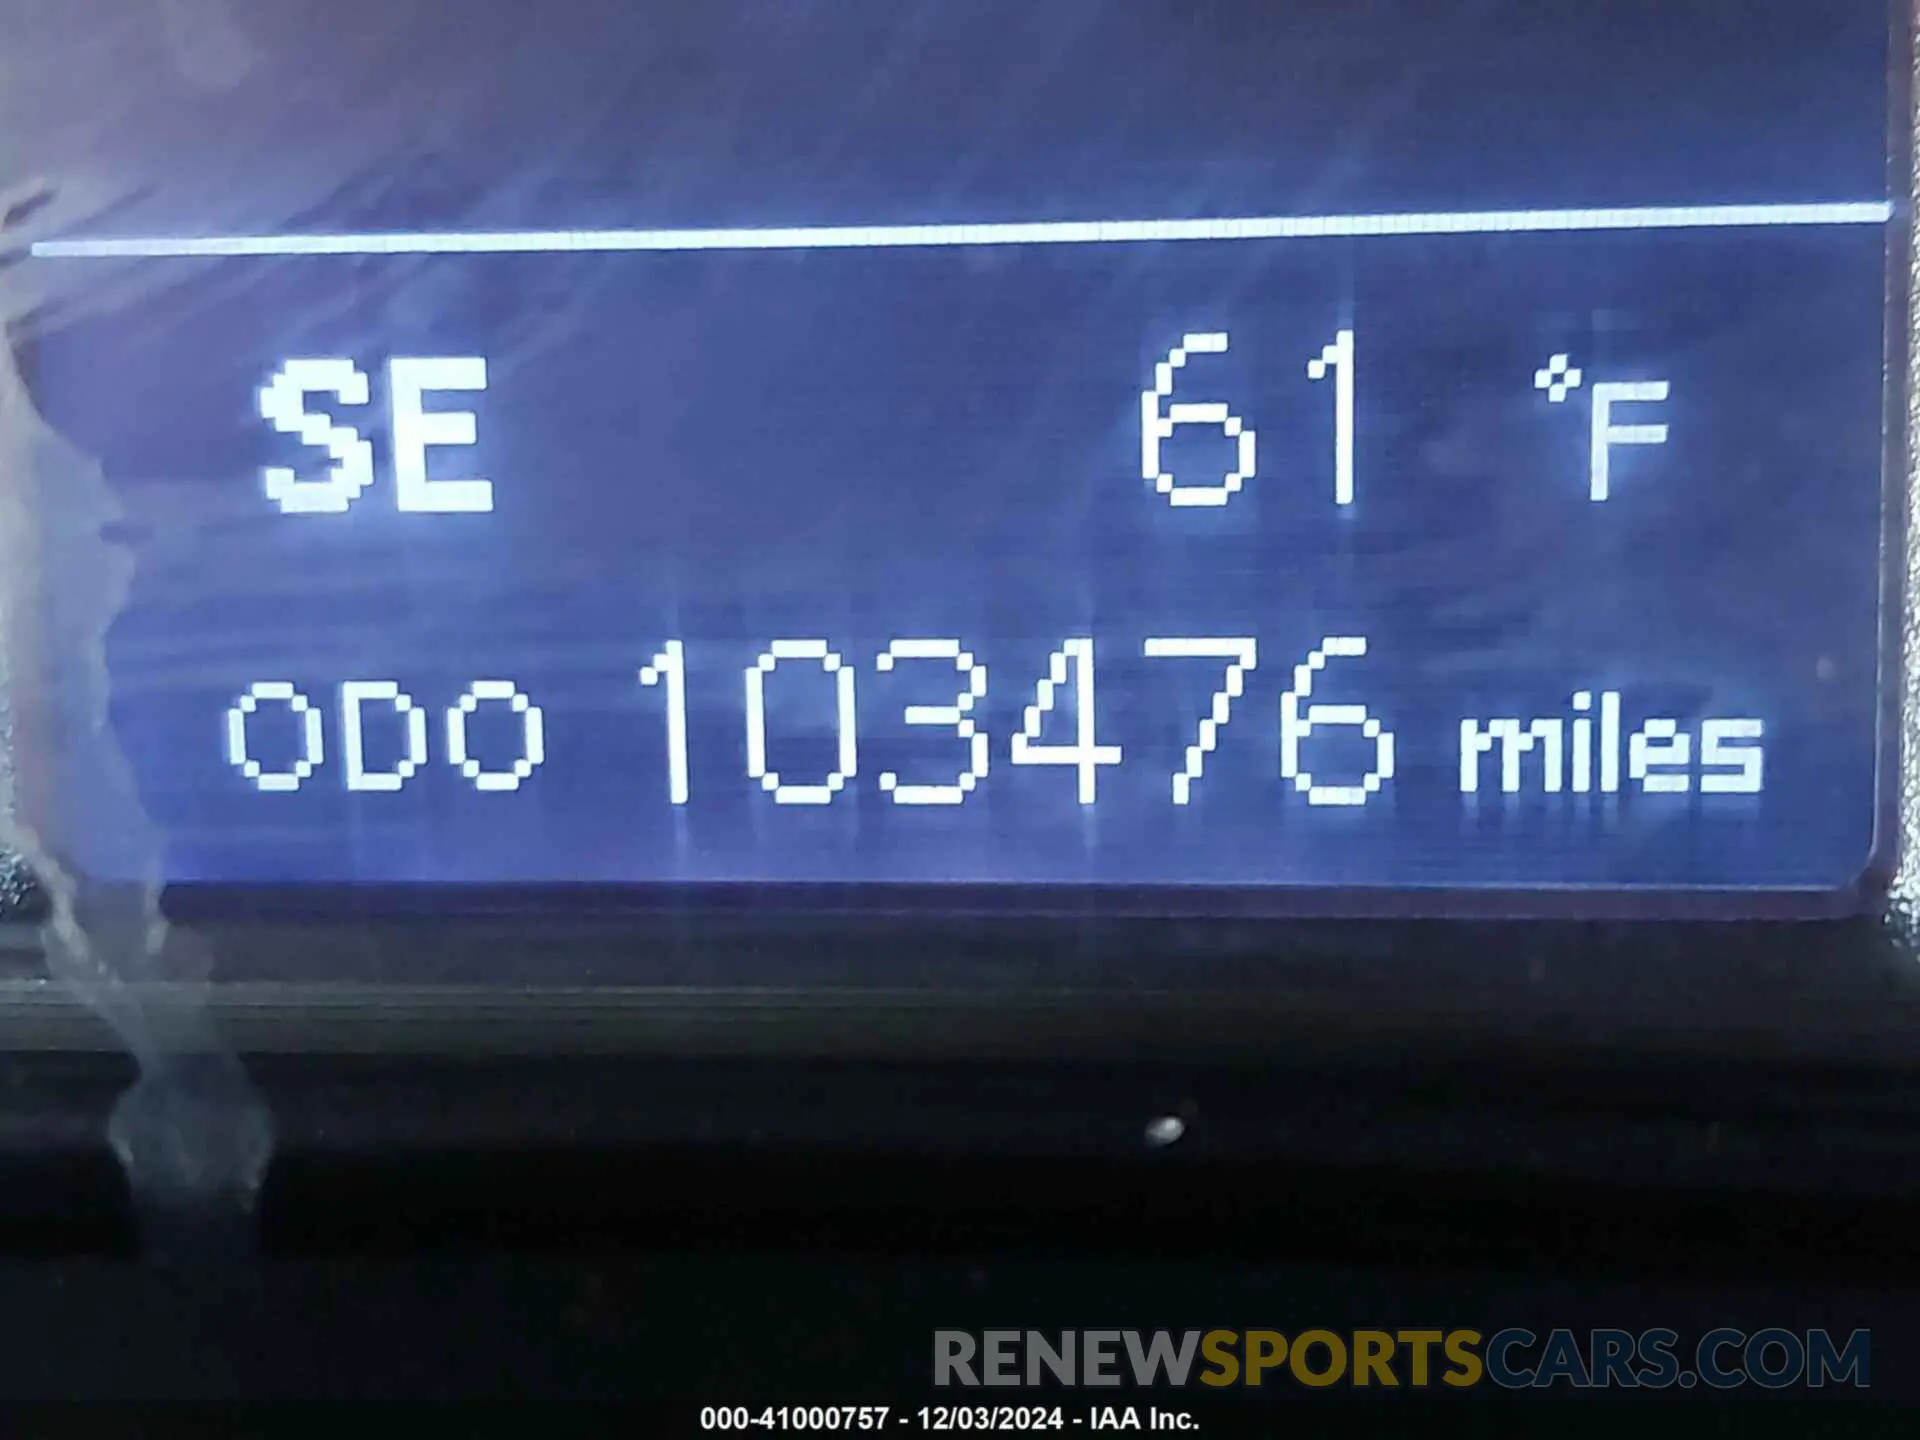 SE 61 °F
ODO 103476 miles
RENEWSPORTSCARS.COM
000-41000757 - 12/03/2024 - IAA Inc.